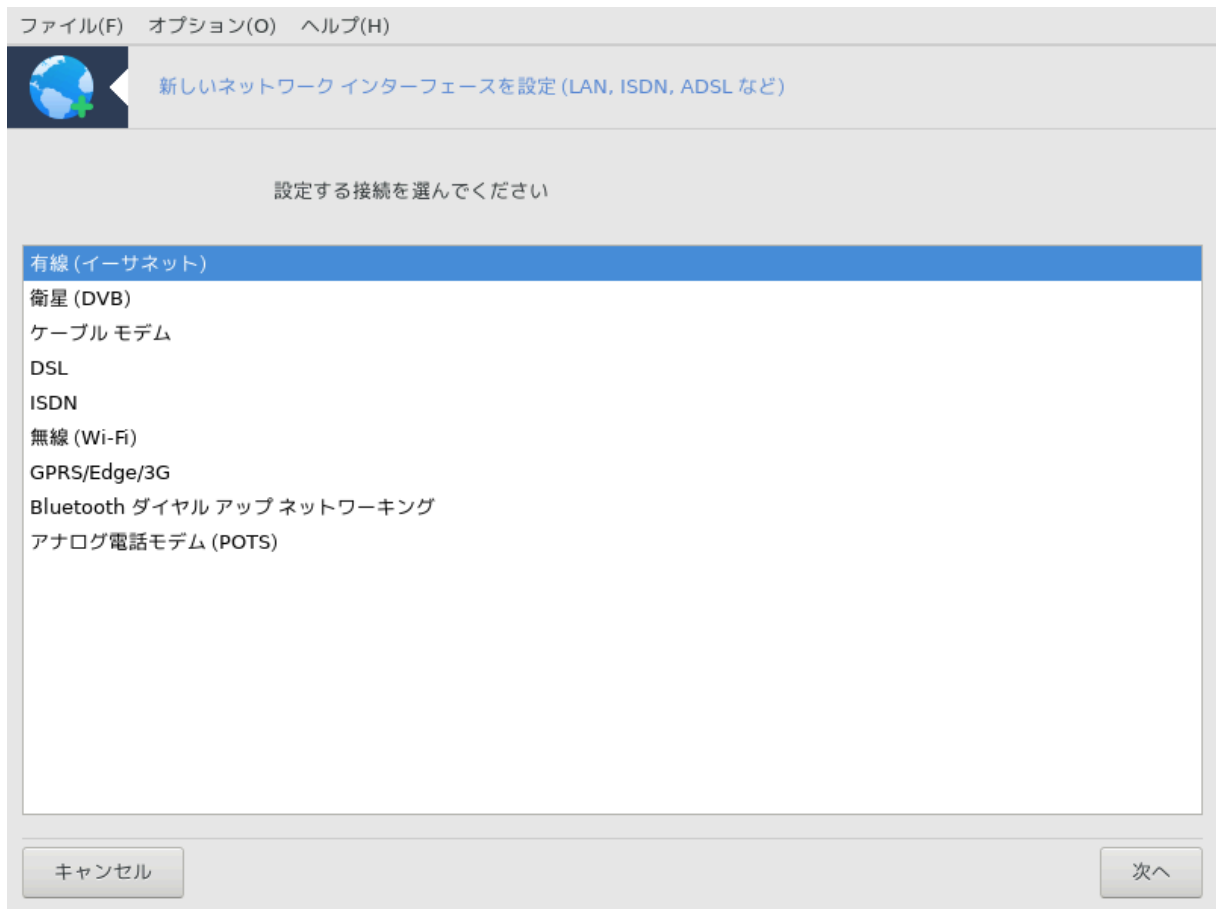 ファイル(F) オプション(O) ヘルプ(H)
新しいネットワーク インターフェースを設定 (LAN, ISDN, ADSL など)
設定する接続を選んでください
有線 (イーサネット)
衛星 (DVB)
ケーブル モデム
DSL
ISDN
無線 (Wi-Fi)
GPRS/Edge/3G
Bluetooth ダイヤル アップ ネットワーキング
アナログ電話モデム (POTS)
キャンセル 次へ